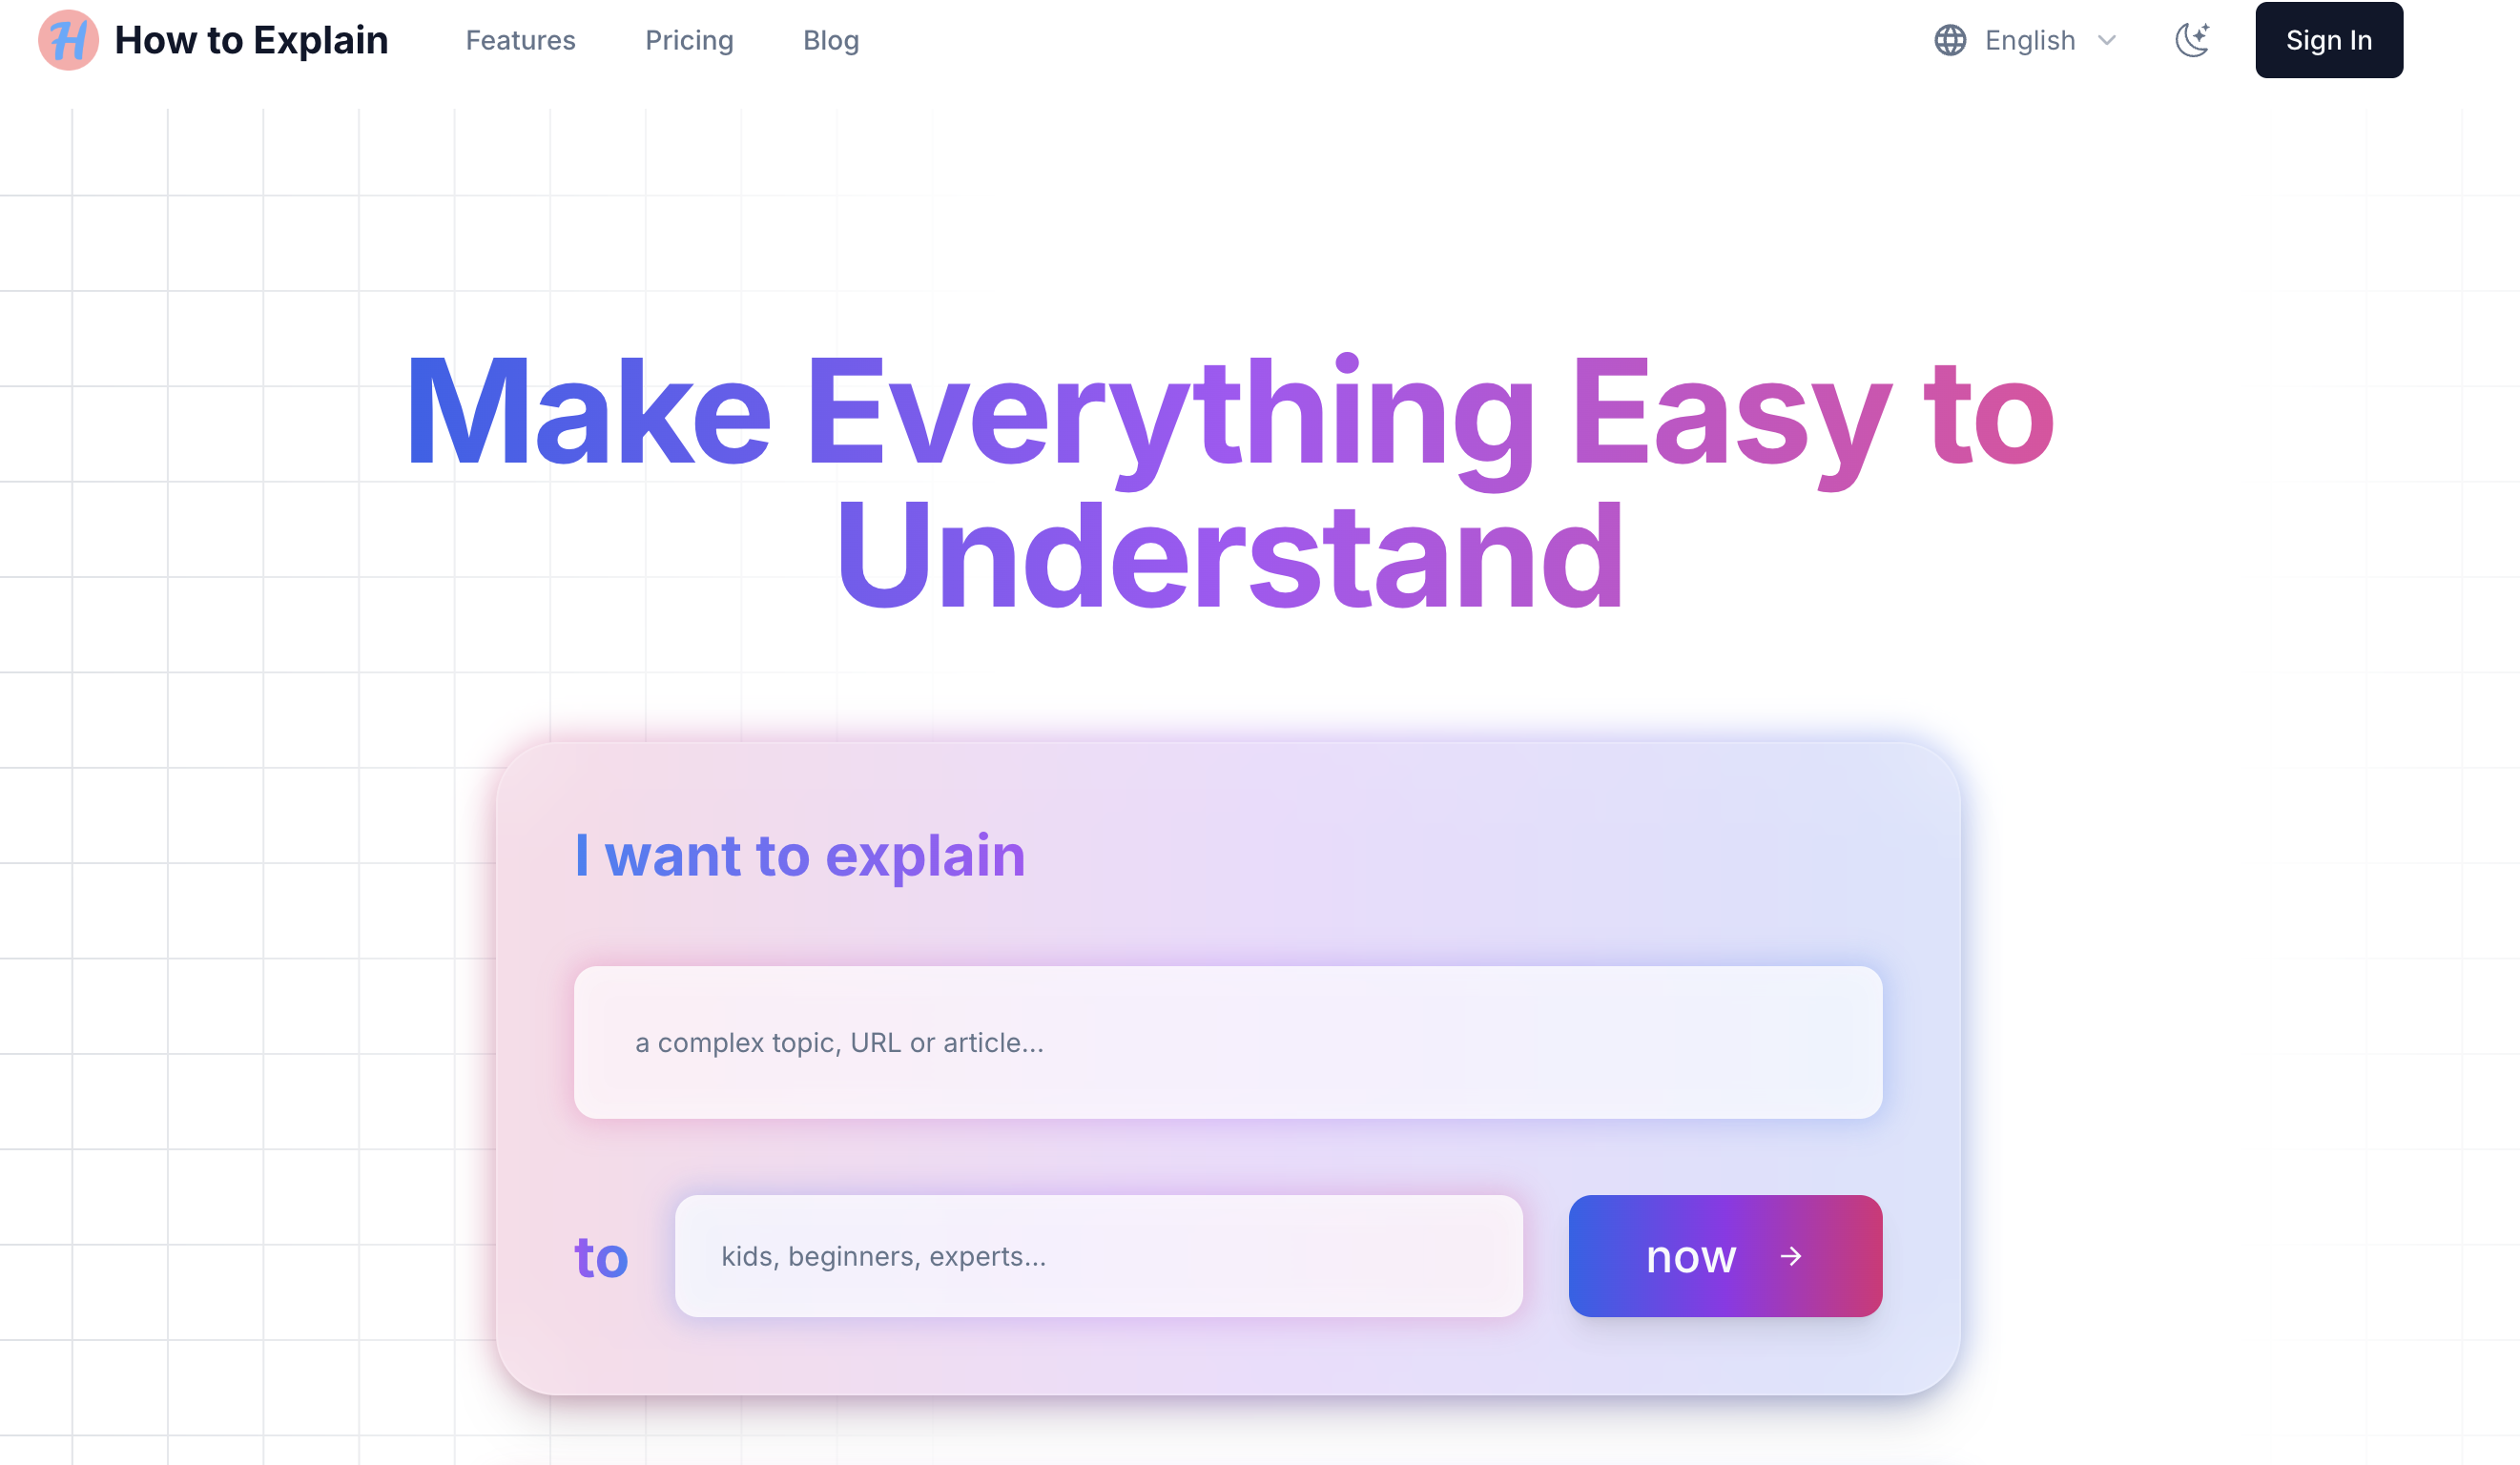 H How to Explain Features Pricing Blog English Sign In
Make Everything Easy to
Understand
I want to explain
a complex topic, URL or article...
to kids, beginners, experts... now →